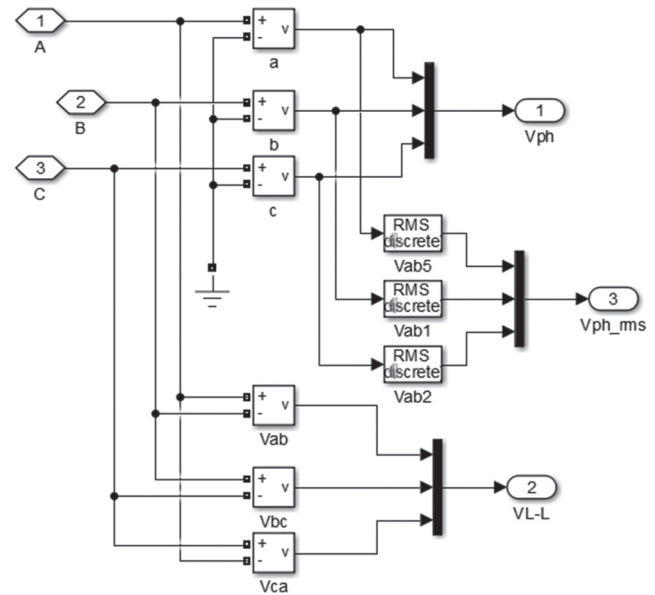 1
A
+
-
v
a
2
B
+
-
v
b
1
Vph
3
C
+
-
v
c
RMS
discrete
Vab5
RMS
discrete
Vab1
3
Vph_rms
RMS
discrete
Vab2
+
-
v
Vab
+
-
v
Vbc
2
VL-L
+
-
v
Vca